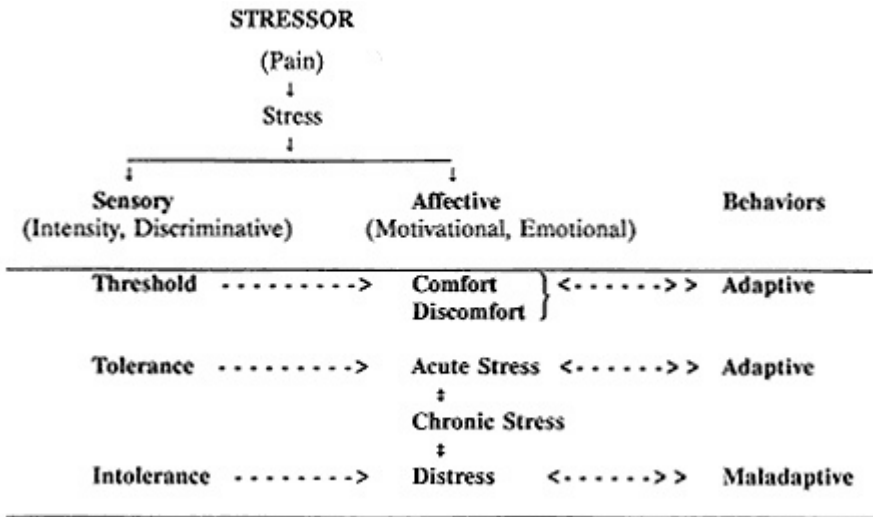 STRESSOR
(Pain)
↓
Stress
↓
↓ ↓
Sensory Affective Behaviors
(Intensity, Discriminative) (Motivational, Emotional)
Threshold - - - - - - - - -> Comfort } <- - - - - -> > Adaptive
Discomfort
Tolerance - - - - - - - - -> Acute Stress <- - - - - -> > Adaptive
↕
Chronic Stress
↕
Intolerance - - - - - - - -> Distress <- - - - - -> > Maladaptive